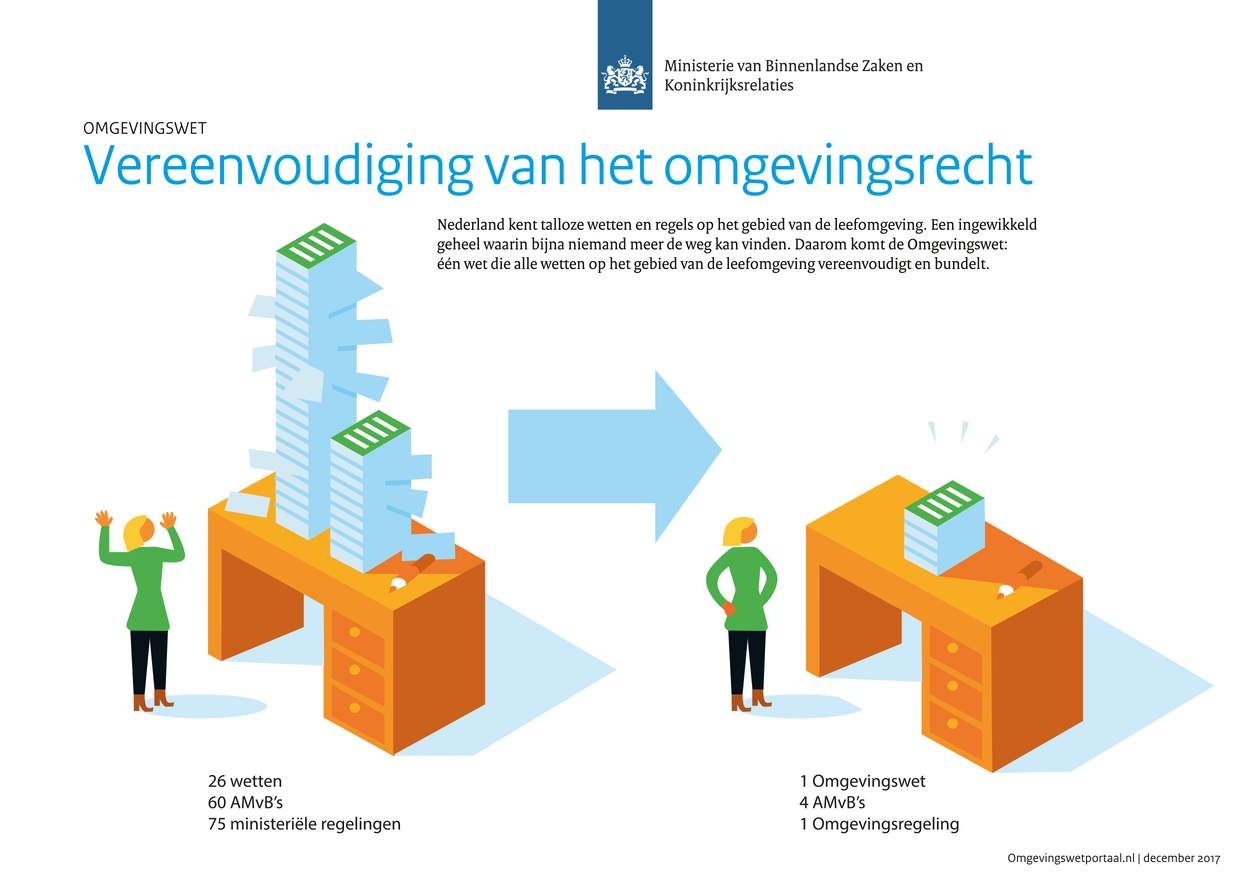 Ministerie van Binnenlandse Zaken en
Koninkrijksrelaties
OMGEVINGSWET
Vereenvoudiging van het omgevingsrecht
Nederland kent talloze wetten en regels op het gebied van de leefomgeving. Een ingewikkeld
geheel waarin bijna niemand meer de weg kan vinden. Daarom komt de Omgevingswet:
één wet die alle wetten op het gebied van de leefomgeving vereenvoudigt en bundelt.
26 wetten
60 AMvB’s
75 ministeriële regelingen
1 Omgevingswet
4 AMvB’s
1 Omgevingsregeling
Omgevingswetportaal.nl | december 2017